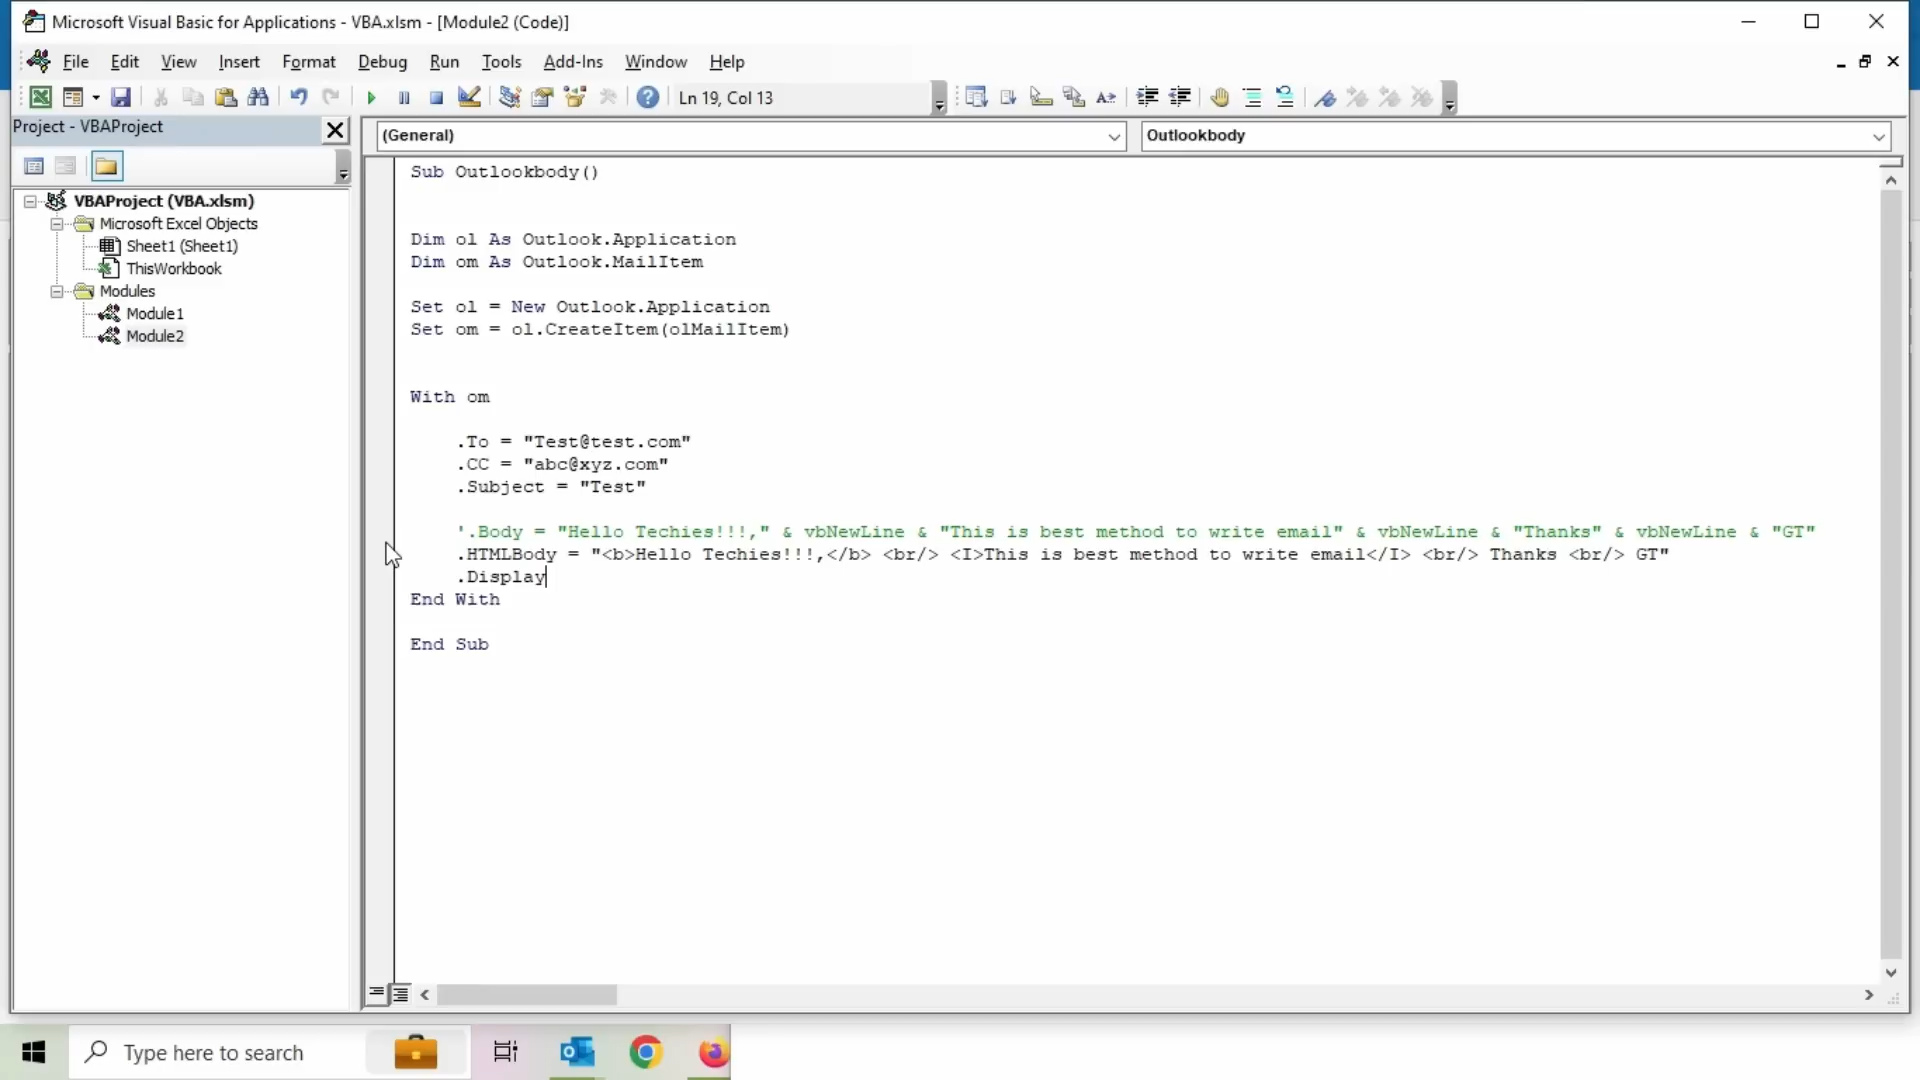 Microsoft Visual Basic for Applications - VBA.xlsm - [Module2 (Code)]
File Edit View Insert Format Debug Run Tools Add-Ins Window Help
Ln 19, Col 13
Project - VBAProject
(General) Outlookbody
VBAProject (VBA.xlsm)
Microsoft Excel Objects
Sheet1 (Sheet1)
ThisWorkbook
Modules
Module1
Module2
Sub Outlookbody()
Dim ol As Outlook.Application
Dim om As Outlook.MailItem
Set ol = New Outlook.Application
Set om = ol.CreateItem(olMailItem)
With om
.To = "Test@test.com"
.CC = "abc@xyz.com"
.Subject = "Test"
'.Body = "Hello Techies!!!," & vbNewLine & "This is best method to write email" & vbNewLine & "Thanks" & vbNewLine & "GT"
.HTMLBody = "<b>Hello Techies!!!,</b> <br/> <I>This is best method to write email</I> <br/> Thanks <br/> GT"
.Display
End With
End Sub
Type here to search